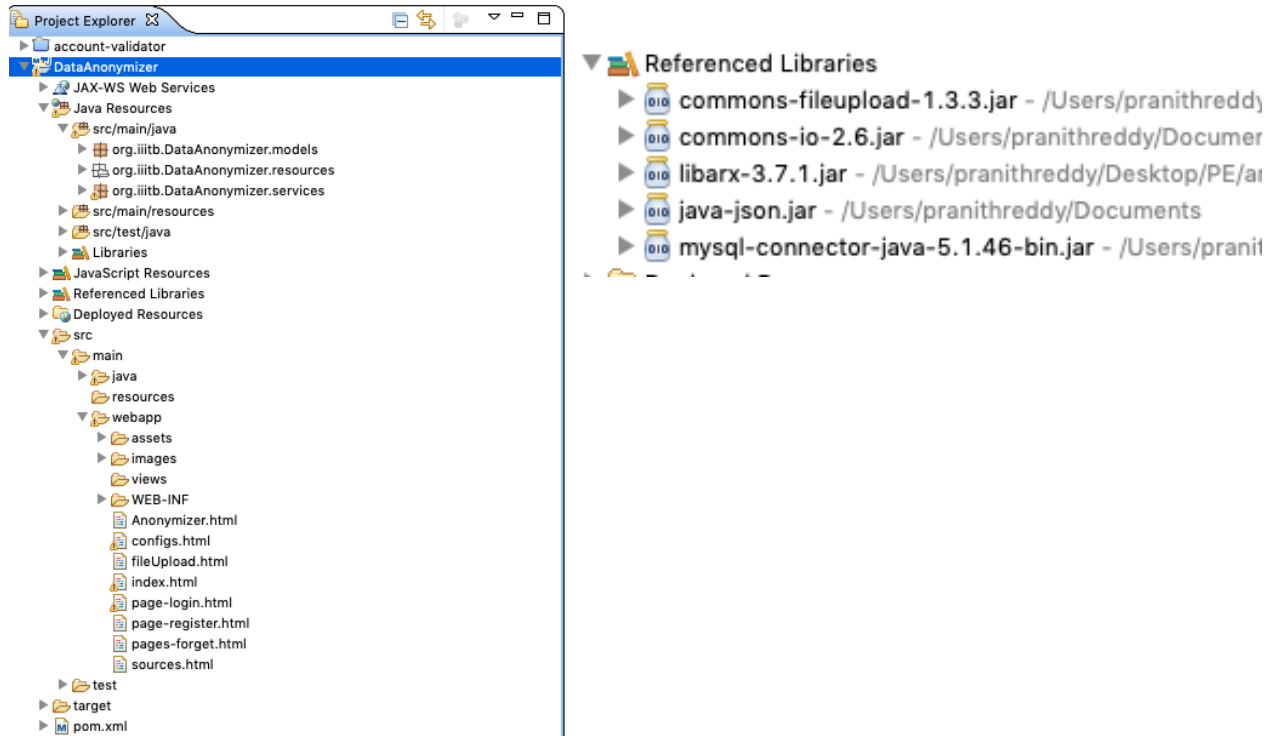 Project Explorer
account-validator
DataAnonymizer
JAX-WS Web Services
Java Resources
src/main/java
org.iiitb.DataAnonymizer.models
org.iiitb.DataAnonymizer.resources
org.iiitb.DataAnonymizer.services
src/main/resources
src/test/java
Libraries
JavaScript Resources
Referenced Libraries
Deployed Resources
src
main
java
resources
webapp
assets
images
views
WEB-INF
Anonymizer.html
configs.html
fileUpload.html
index.html
page-login.html
page-register.html
pages-forget.html
sources.html
test
target
pom.xml
Referenced Libraries
commons-fileupload-1.3.3.jar - /Users/pranithreddy
commons-io-2.6.jar - /Users/pranithreddy/Documen
libarx-3.7.1.jar - /Users/pranithreddy/Desktop/PE/ar
java-json.jar - /Users/pranithreddy/Documents
mysql-connector-java-5.1.46-bin.jar - /Users/pranit